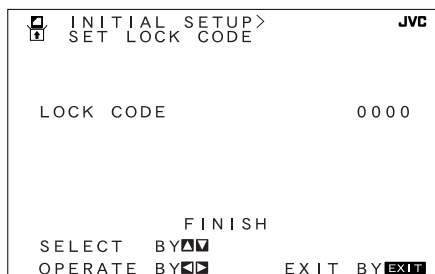 INITIAL SETUP> JVC
SET LOCK CODE
LOCK CODE 0000
FINISH
SELECT BY▲▼
OPERATE BY◀▶ EXIT BY EXIT